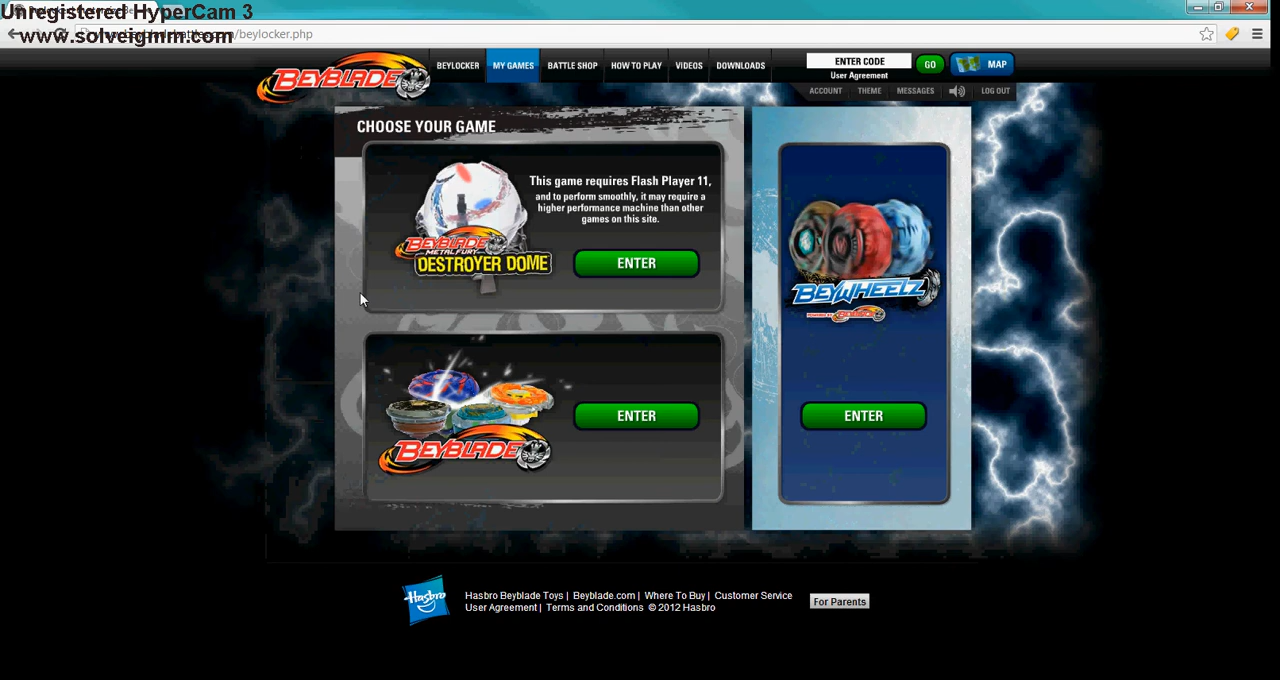 Unregistered HyperCam 3
www.solveigmm.com
beylocker.php
BEYBLADE
BEYLOCKER
MY GAMES
BATTLE SHOP
HOW TO PLAY
VIDEOS
DOWNLOADS
ENTER CODE
GO
MAP
User Agreement
ACCOUNT
THEME
MESSAGES
LOG OUT
CHOOSE YOUR GAME
This game requires Flash Player 11,
and to perform smoothly, it may require a
higher performance machine than other
games on this site.
BEYBLADE
METAL FURY
DESTROYER DOME
ENTER
BEYBLADE
ENTER
BEYWHEELZ
POWERED BY BEYBLADE
ENTER
Hasbro
Hasbro Beyblade Toys | Beyblade.com | Where To Buy | Customer Service
User Agreement | Terms and Conditions © 2012 Hasbro
For Parents